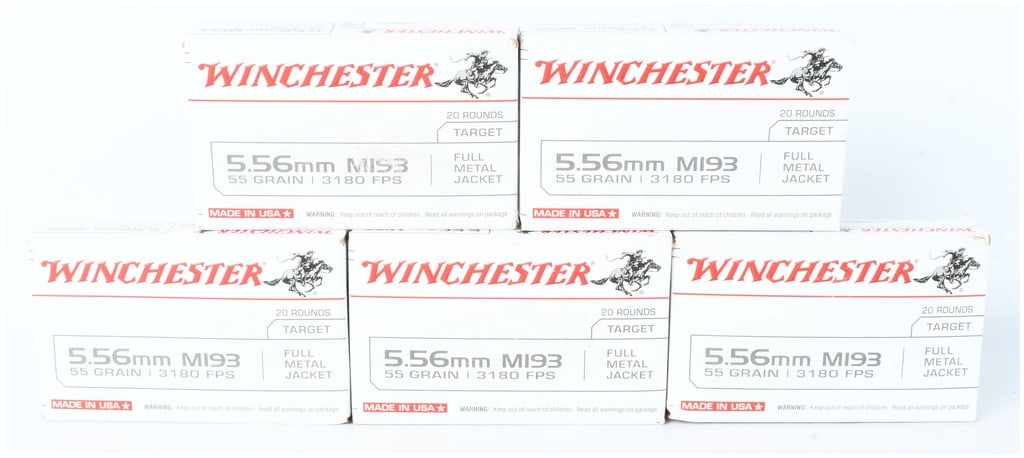 WINCHESTER
20 ROUNDS
TARGET
5.56mm M193
55 GRAIN | 3180 FPS
FULL
METAL
JACKET
MADE IN USA
WARNING: Keep out of reach of children. Read all warnings on package.
WINCHESTER
20 ROUNDS
TARGET
5.56mm M193
55 GRAIN | 3180 FPS
FULL
METAL
JACKET
MADE IN USA
WARNING: Keep out of reach of children. Read all warnings on package.
WINCHESTER
20 ROUNDS
TARGET
5.56mm M193
55 GRAIN | 3180 FPS
FULL
METAL
JACKET
MADE IN USA
WARNING: Keep out of reach of children. Read all warnings on package.
WINCHESTER
20 ROUNDS
TARGET
5.56mm M193
55 GRAIN | 3180 FPS
FULL
METAL
JACKET
MADE IN USA
WARNING: Keep out of reach of children. Read all warnings on package.
WINCHESTER
20 ROUNDS
TARGET
5.56mm M193
55 GRAIN | 3180 FPS
FULL
METAL
JACKET
MADE IN USA
WARNING: Keep out of reach of children. Read all warnings on package.